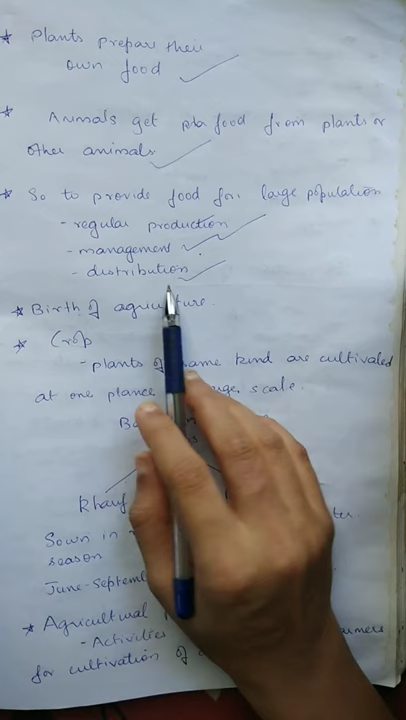 * Plants prepare their
own food
* Animals get food from plants or
other animals
* So to provide food for large population
- regular production
- management
- distribution
* Birth of agriculture.
* Crop
- plants of same kind are cultivated
at one plance scale.
Kharif
Sown in
season
June-Septem
* Agricultural
- Activities
for cultivation of